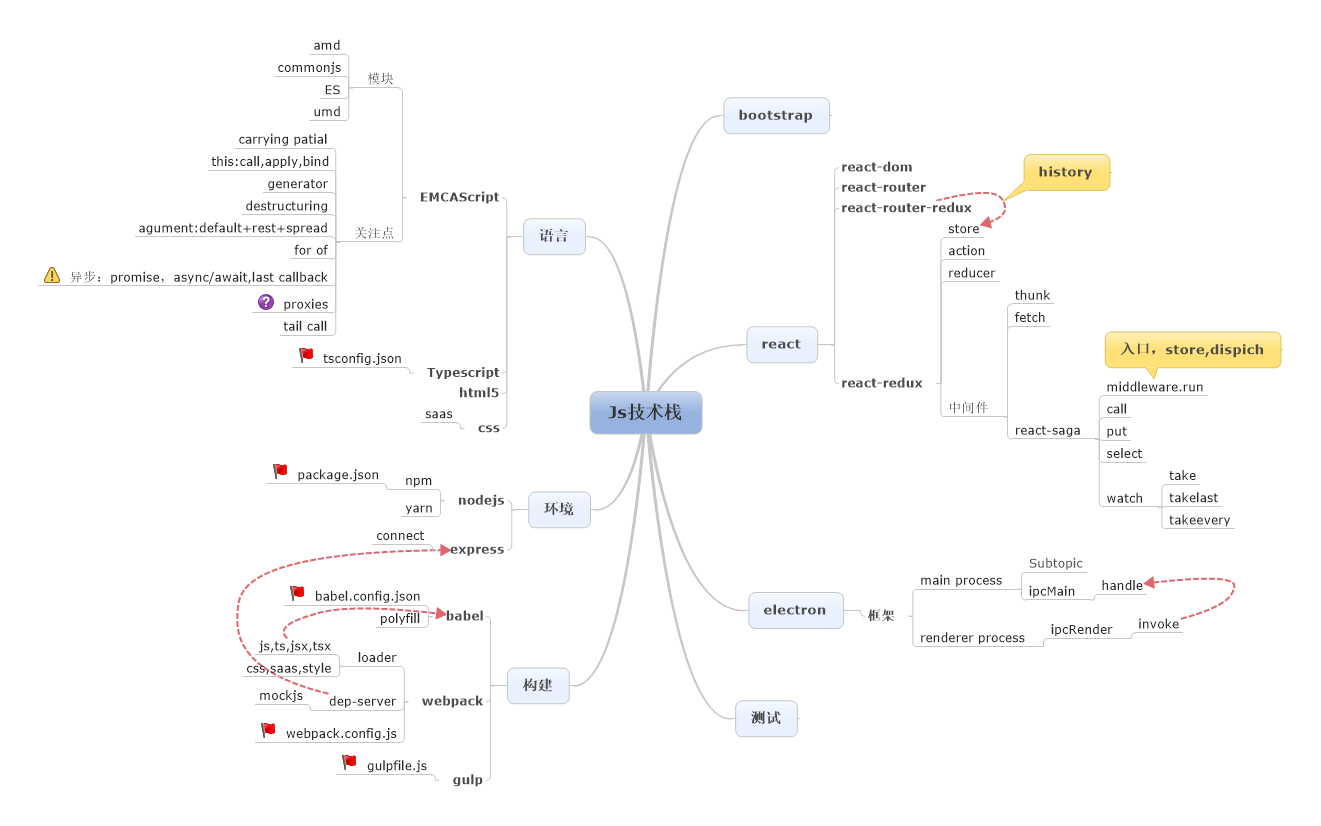 Js技术栈
语言
EMCAScript
模块
amd
commonjs
ES
umd
关注点
carrying patial
this:call,apply,bind
generator
destructuring
agument:default+rest+spread
for of
异步：promise，async/await,last callback
proxies
tail call
Typescript
tsconfig.json
html5
css
saas
环境
nodejs
npm
package.json
yarn
express
connect
构建
babel
babel.config.json
polyfill
webpack
loader
js,ts,jsx,tsx
css,saas,style
dep-server
mockjs
webpack.config.js
gulp
gulpfile.js
bootstrap
react
react-dom
react-router
react-router-redux
history
react-redux
store
action
reducer
中间件
thunk
fetch
react-saga
入口，store,dispich
middleware.run
call
put
select
watch
take
takelast
takeevery
electron
框架
main process
Subtopic
ipcMain
handle
renderer process
ipcRender
invoke
测试